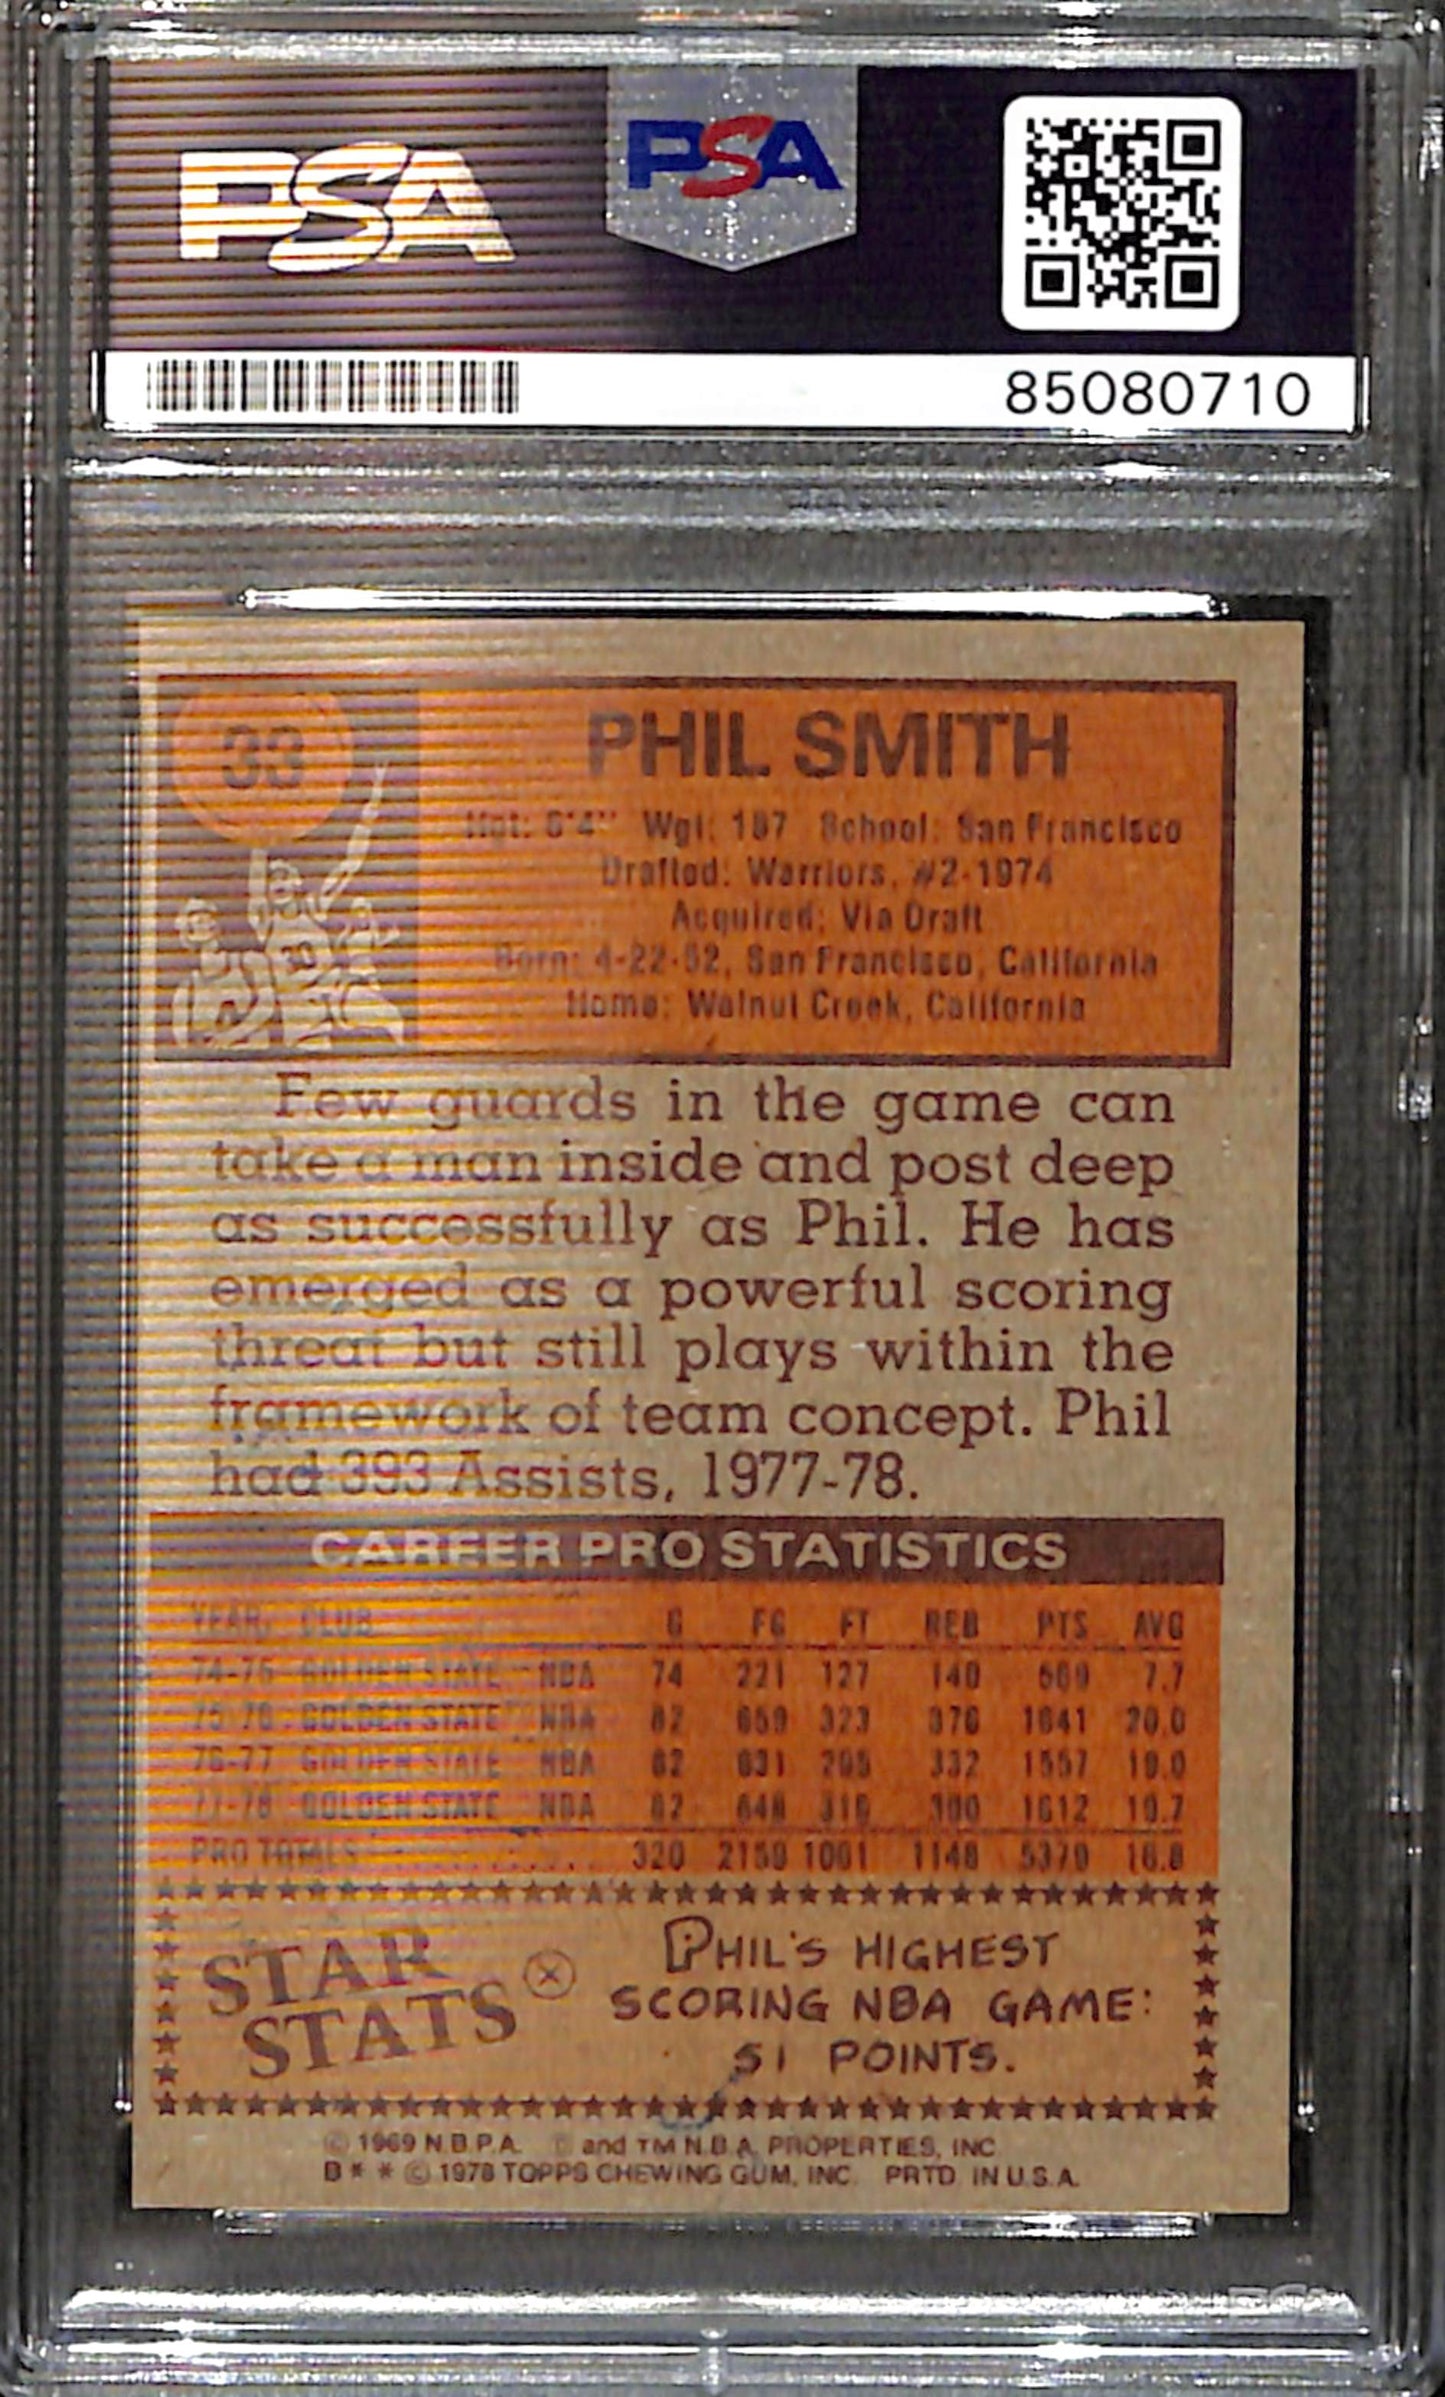 PSA PSA
85080710
33
PHIL SMITH
Hgt: 6'4" Wgt: 187 School: San Francisco
Drafted: Warriors, #2-1974
Acquired: Via Draft
Born: 4-22-52, San Francisco, California
Home: Walnut Creek, California
Few guards in the game can
take a man inside and post deep
as successfully as Phil. He has
emerged as a powerful scoring
threat but still plays within the
framework of team concept. Phil
had 393 Assists, 1977-78.
CAREER PRO STATISTICS
YEAR CLUB G FG FT REB PTS AVG
74-75 GOLDEN STATE NBA 74 221 127 140 569 7.7
75-76 GOLDEN STATE NBA 82 659 323 376 1641 20.0
76-77 GOLDEN STATE NBA 82 631 295 332 1557 19.0
77-78 GOLDEN STATE NBA 82 648 316 300 1612 19.7
PRO TOTALS 320 2159 1061 1148 5379 16.8
STAR STATS
PHIL'S HIGHEST
SCORING NBA GAME:
51 POINTS.
© 1969 N.B.P.A. and TM N.B.A. PROPERTIES, INC.
B * * © 1978 TOPPS CHEWING GUM, INC. PRTD. IN U.S.A.